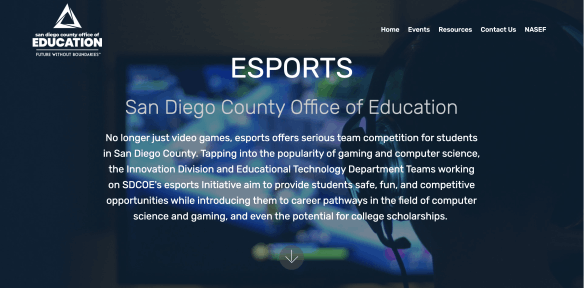 san diego county office of
EDUCATION
FUTURE WITHOUT BOUNDARIES™
Home Events Resources Contact Us NASEF
ESPORTS
San Diego County Office of Education
No longer just video games, esports offers serious team competition for students
in San Diego County. Tapping into the popularity of gaming and computer science,
the Innovation Division and Educational Technology Department Teams working
on SDCOE's esports Initiative aim to provide students safe, fun, and competitive
opportunities while introducing them to career pathways in the field of computer
science and gaming, and even the potential for college scholarships.